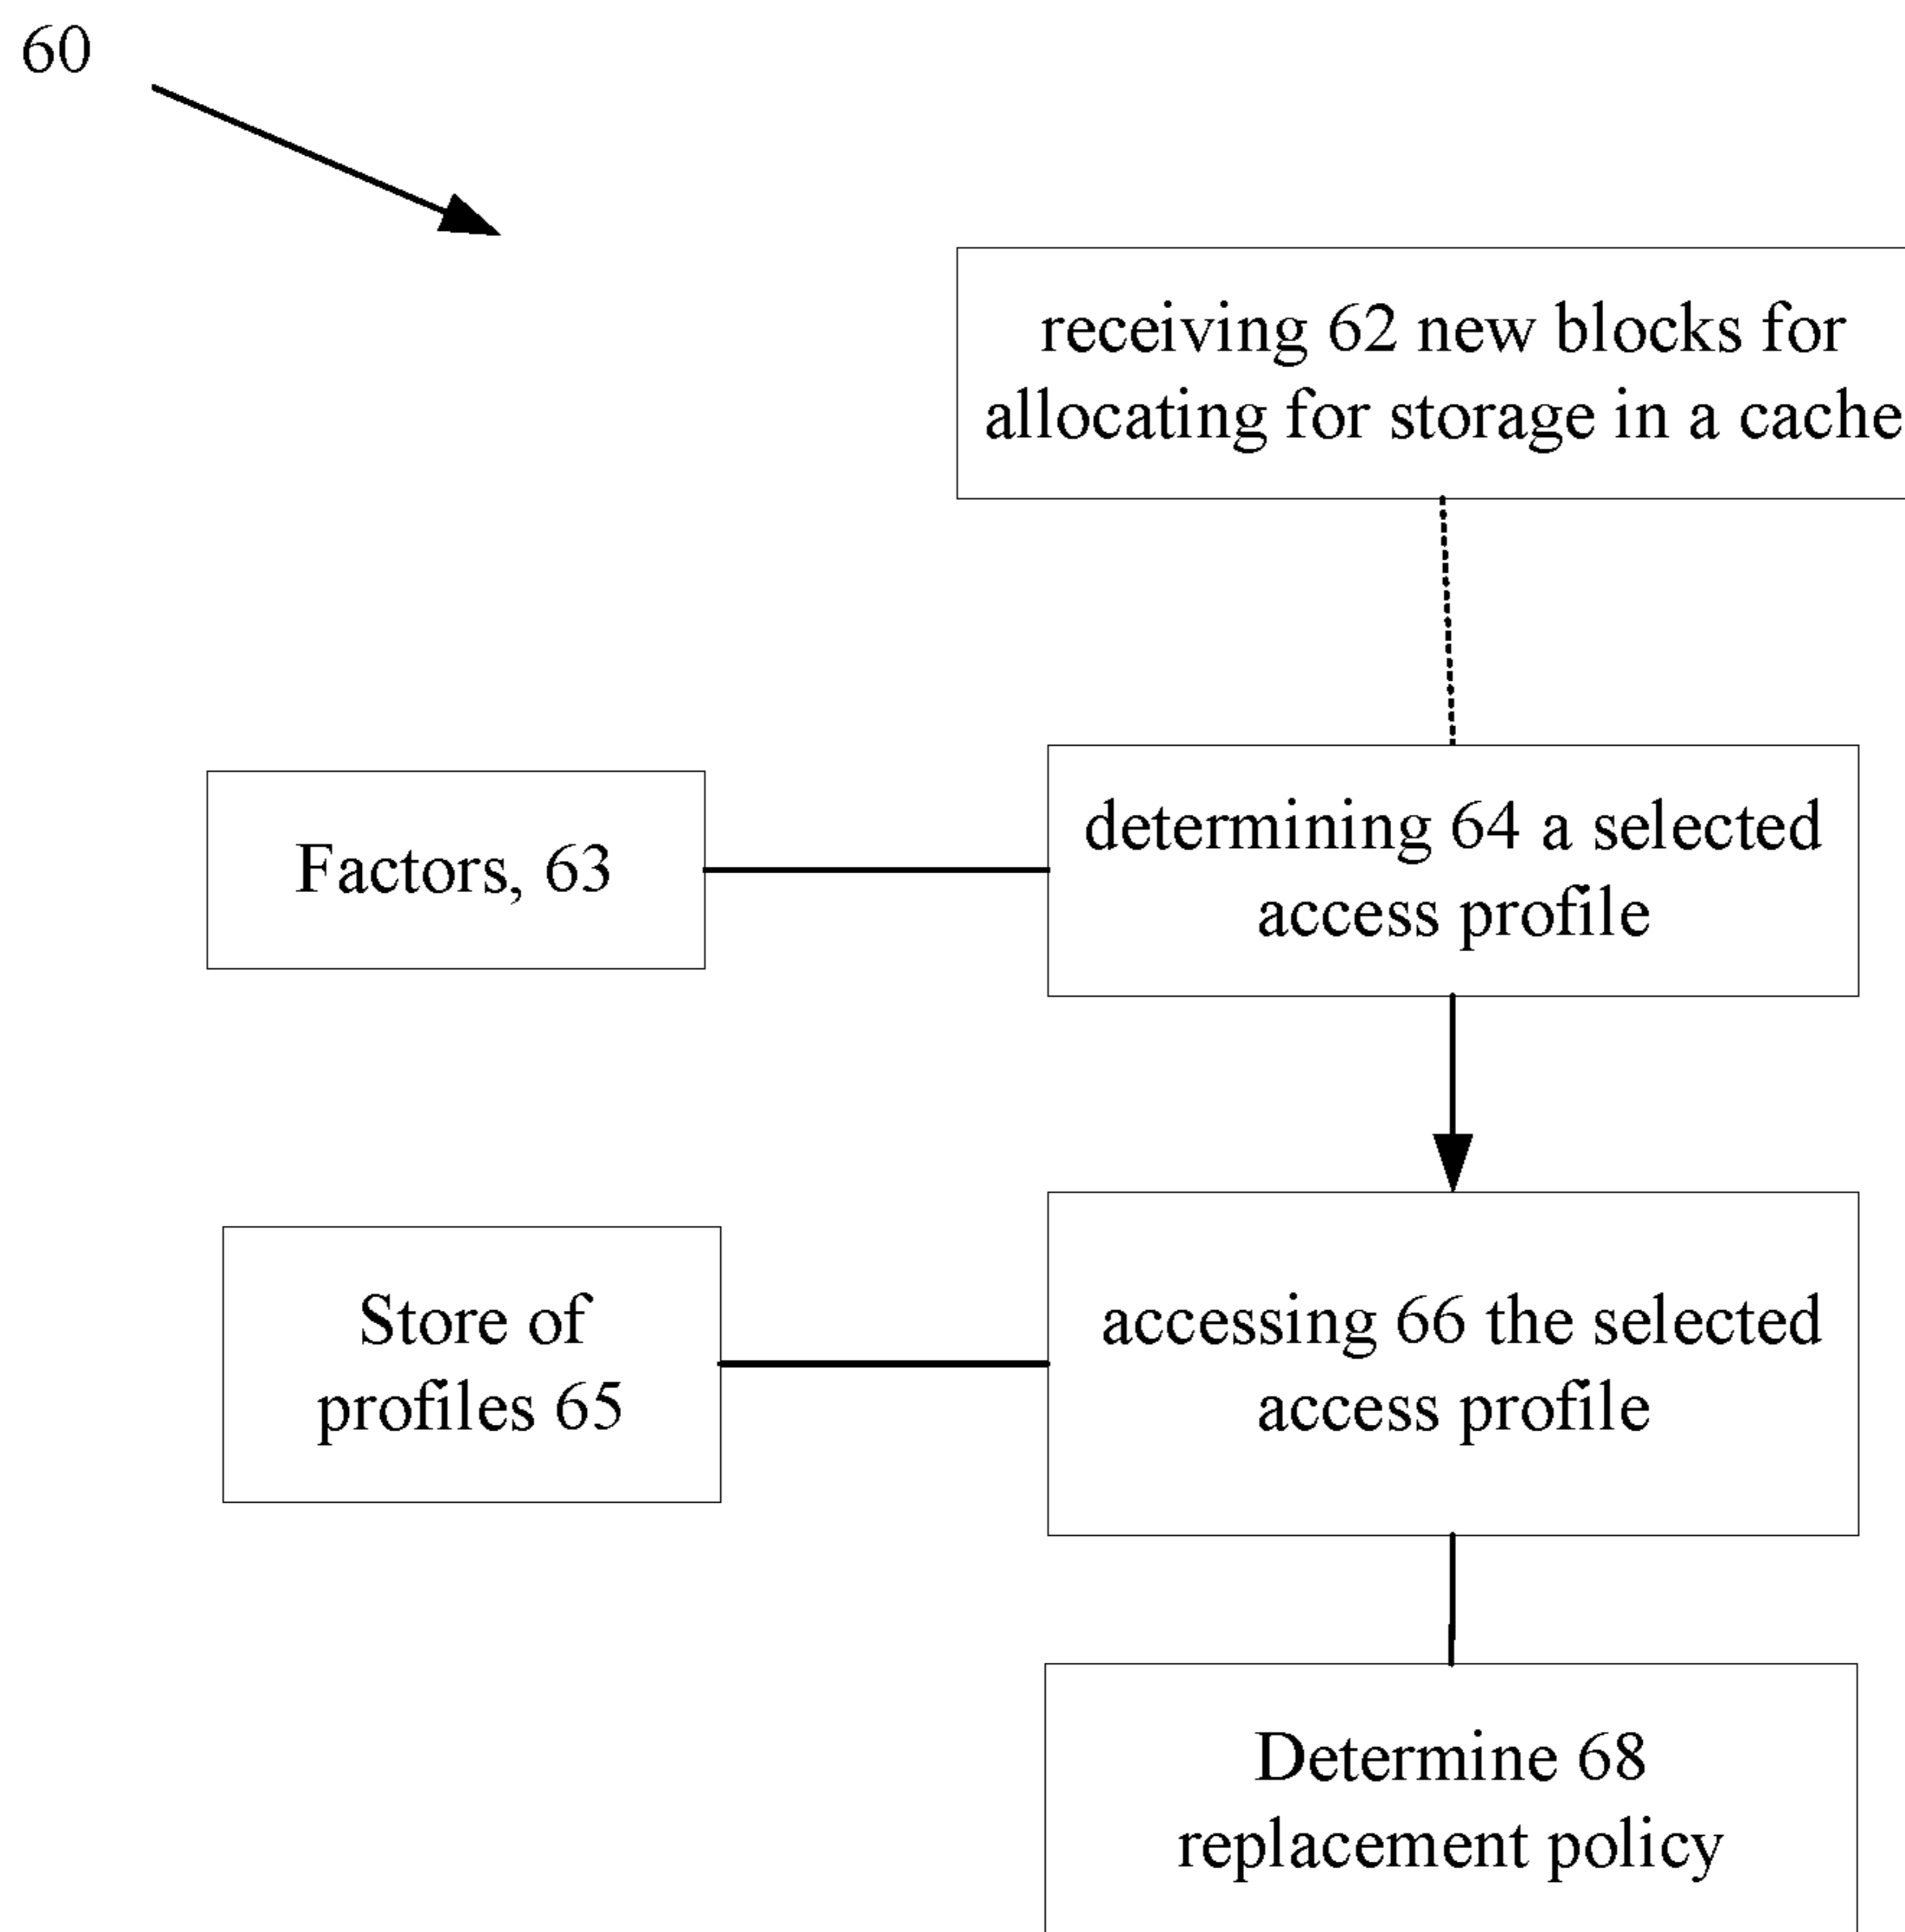 60
receiving 62 new blocks for
allocating for storage in a cache
Factors, 63
determining 64 a selected
access profile
Store of
profiles 65
accessing 66 the selected
access profile
Determine 68
replacement policy